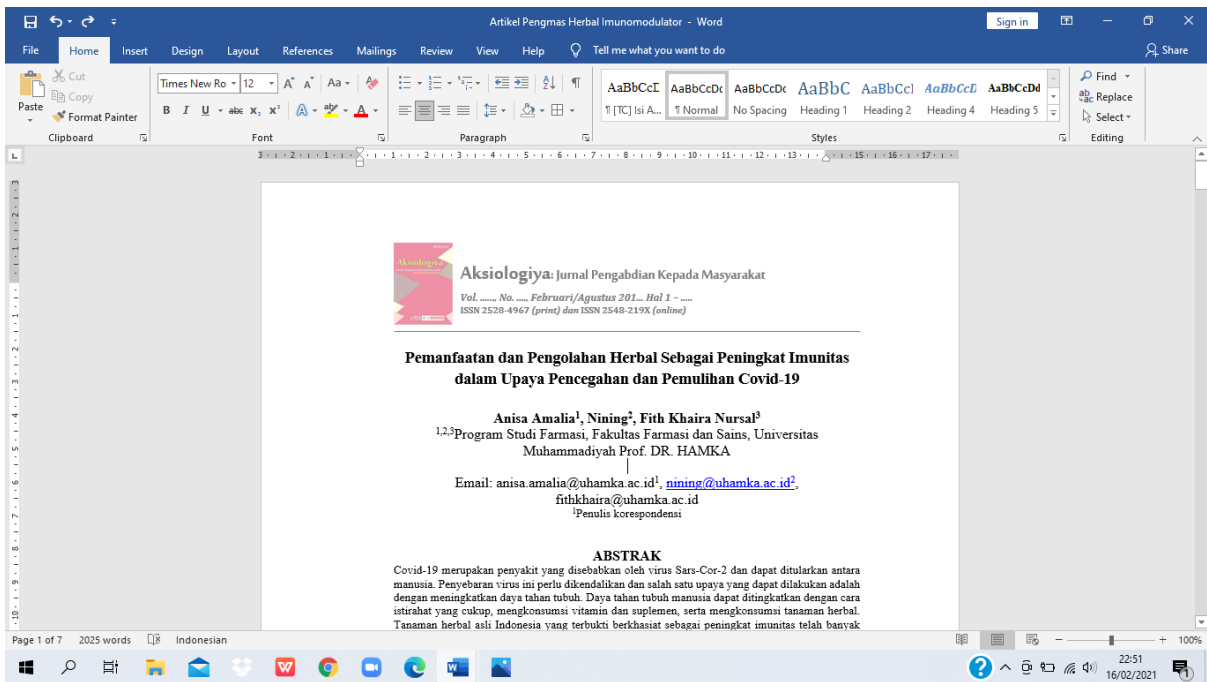 Artikel Pengmas Herbal Imunomodulator - Word
Sign in
File Home Insert Design Layout References Mailings Review View Help Tell me what you want to do Share
Paste
Cut
Copy
Format Painter
Clipboard
Times New Ro 12
Font
Paragraph
AaBbCcD AaBbCcDc AaBbCcDc AaBbC AaBbCcl AaBbCcD AaBbCcDd
¶ [TC] Isi A... ¶ Normal No Spacing Heading 1 Heading 2 Heading 4 Heading 5
Styles
Find
Replace
Select
Editing
Aksiologiya
Aksiologiya: Jurnal Pengabdian Kepada Masyarakat
Vol. ....., No. ...., Februari/Agustus 201... Hal 1 – .....
ISSN 2528-4967 (print) dan ISSN 2548-219X (online)
Pemanfaatan dan Pengolahan Herbal Sebagai Peningkat Imunitas
dalam Upaya Pencegahan dan Pemulihan Covid-19
Anisa Amalia¹, Nining², Fith Khaira Nursal³
¹,²,³Program Studi Farmasi, Fakultas Farmasi dan Sains, Universitas
Muhammadiyah Prof. DR. HAMKA
Email: anisa.amalia@uhamka.ac.id¹, nining@uhamka.ac.id²,
fithkhaira@uhamka.ac.id
¹Penulis korespondensi
ABSTRAK
Covid-19 merupakan penyakit yang disebabkan oleh virus Sars-Cor-2 dan dapat ditularkan antara
manusia. Penyebaran virus ini perlu dikendalikan dan salah satu upaya yang dapat dilakukan adalah
dengan meningkatkan daya tahan tubuh. Daya tahan tubuh manusia dapat ditingkatkan dengan cara
istirahat yang cukup, mengkonsumsi vitamin dan suplemen, serta mengkonsumsi tanaman herbal.
Tanaman herbal asli Indonesia yang terbukti berkhasiat sebagai peningkat imunitas telah banyak
Page 1 of 7 2025 words Indonesian 100%
22:51
16/02/2021